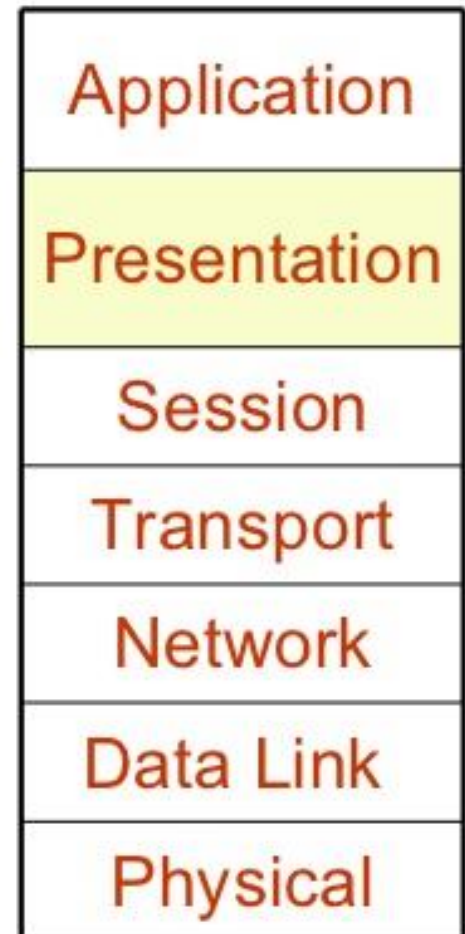 Application
Presentation
Session
Transport
Network
Data Link
Physical